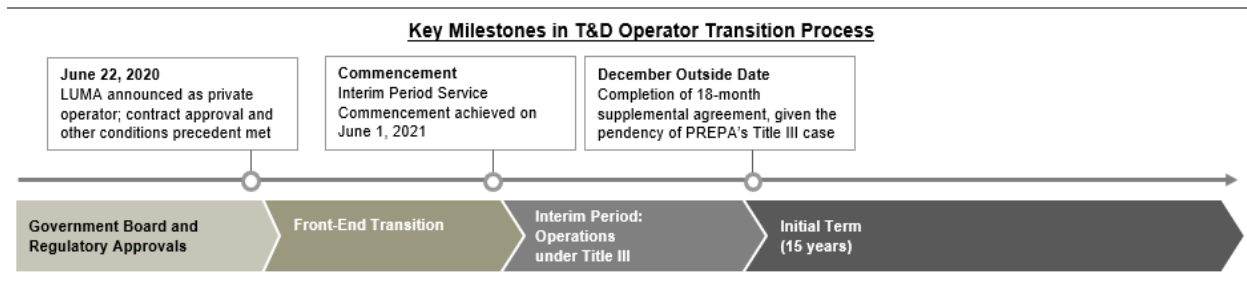 Key Milestones in T&D Operator Transition Process
June 22, 2020
LUMA announced as private
operator; contract approval and
other conditions precedent met
Commencement
Interim Period Service
Commencement achieved on
June 1, 2021
December Outside Date
Completion of 18-month
supplemental agreement, given the
pendency of PREPA's Title III case
Government Board and
Regulatory Approvals
Front-End Transition
Interim Period:
Operations
under Title III
Initial Term
(15 years)